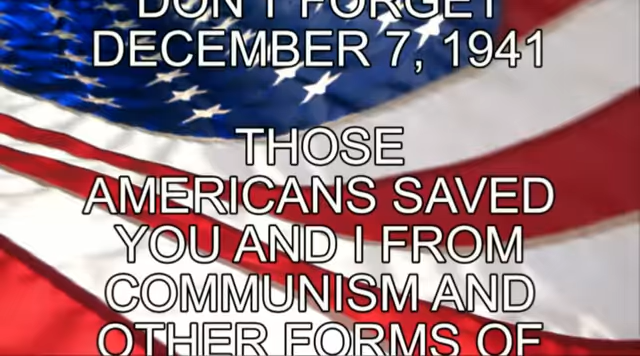 DON'T FORGET
DECEMBER 7, 1941
THOSE
AMERICANS SAVED
YOU AND I FROM
COMMUNISM AND
OTHER FORMS OF